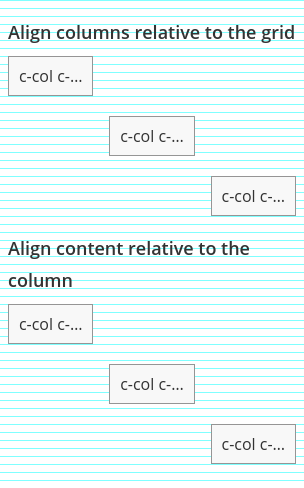 Align columns relative to the grid
c-col c-...
c-col c-...
c-col c-...
Align content relative to the
column
c-col c-...
c-col c-...
c-col c-...